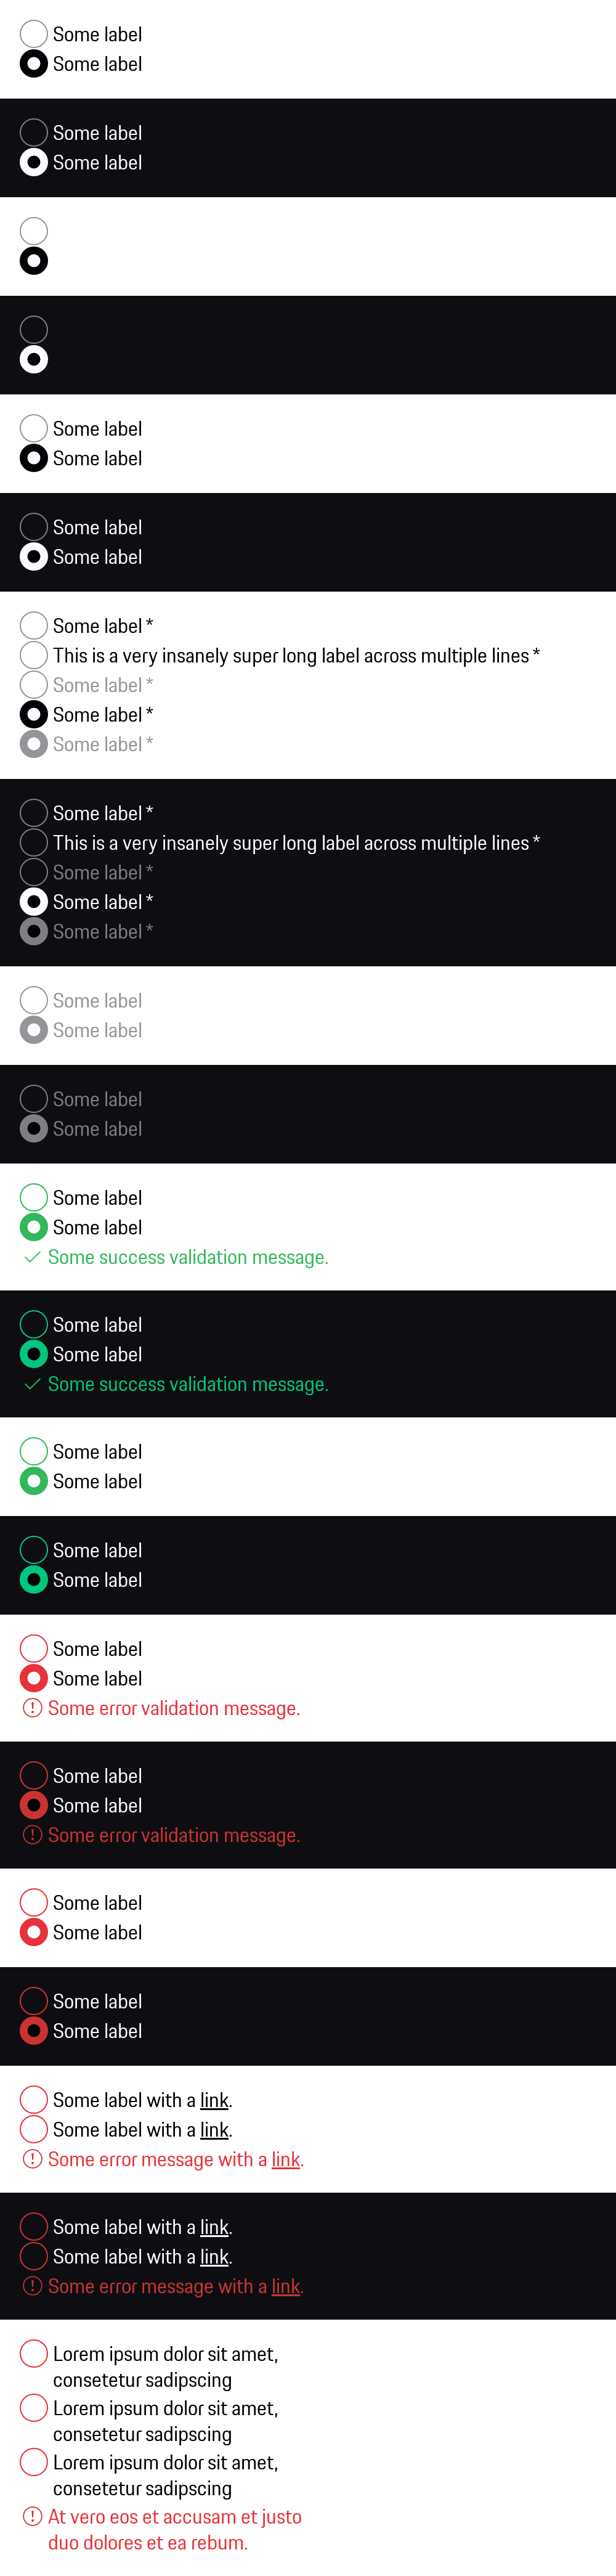 Some label
Some label
Some label
Some label
Some label
Some label
Some label
Some label
Some label *
This is a very insanely super long label across multiple lines *
Some label *
Some label *
Some label *
Some label *
This is a very insanely super long label across multiple lines *
Some label *
Some label *
Some label *
Some label
Some label
Some label
Some label
Some label
Some label
Some success validation message.
Some label
Some label
Some success validation message.
Some label
Some label
Some label
Some label
Some label
Some label
Some error validation message.
Some label
Some label
Some error validation message.
Some label
Some label
Some label
Some label
Some label with a link.
Some label with a link.
Some error message with a link.
Some label with a link.
Some label with a link.
Some error message with a link.
Lorem ipsum dolor sit amet,
consetetur sadipscing
Lorem ipsum dolor sit amet,
consetetur sadipscing
Lorem ipsum dolor sit amet,
consetetur sadipscing
At vero eos et accusam et justo
duo dolores et ea rebum.